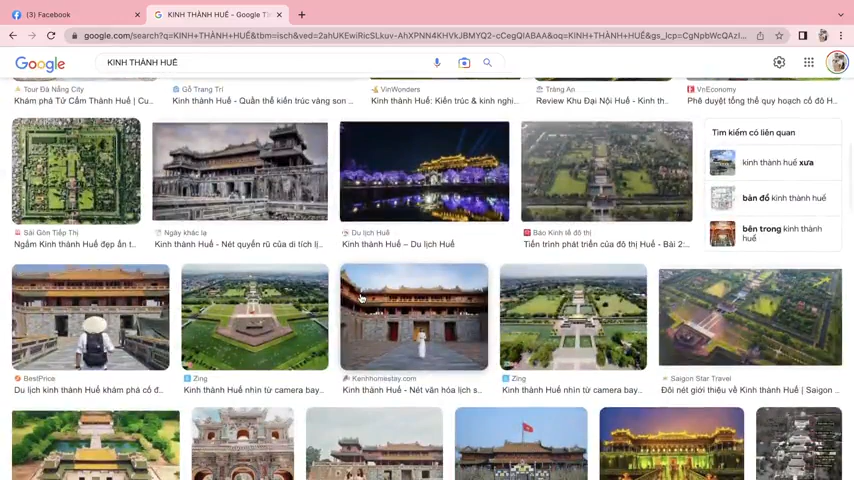 (3) Facebook
KINH THÀNH HUẾ - Google Tì
google.com/search?q=KINH+THÀNH+HUẾ&tbm=isch&ved=2ahUKEwiRicSLkuv-AhXPNN4KHVkJBMYQ2-cCegQIABAA&oq=KINH+THÀNH+HUẾ&gs_lcp=CgNpbWcQAzI...
Google
KINH THÀNH HUẾ
Tour Đà Nẵng City
Gỗ Trang Trí
VinWonders
Tràng An
VnEconomy
Khám phá Tử Cấm Thành Huế | Cu...
Kinh thành Huế - Quần thể kiến trúc vàng son ...
Kinh thành Huế: Kiến trúc & kinh nghi...
Review Khu Đại Nội Huế - Kinh th...
Phê duyệt tổng thể quy hoạch cố đô H...
Tìm kiếm có liên quan
kinh thành huế xưa
bản đồ kinh thành huế
bên trong kinh thành
huế
Sài Gòn Tiếp Thị
Ngày khác lạ
Du lịch Huế
Báo Kinh tế đô thị
Ngắm Kinh thành Huế đẹp ấn t...
Kinh thành Huế - Nét quyến rũ của di tích lị...
Kinh thành Huế – Du lịch Huế
Tiến trình phát triển của đô thị Huế - Bài 2:...
BestPrice
Zing
Kenhhomestay.com
Zing
Saigon Star Travel
Du lịch kinh thành Huế khám phá cố đ...
Kinh thành Huế nhìn từ camera bay...
Kinh thành Huế - Nét văn hóa lịch s...
Kinh thành Huế nhìn từ camera bay...
Đôi nét giới thiệu về Kinh thành Huế | Saigon ...